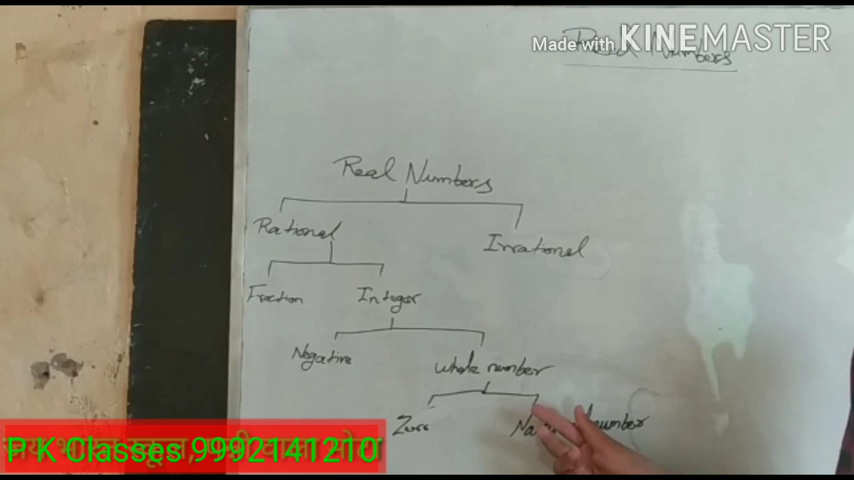 Made with KINEMASTER
Real Numbers
Real Numbers
Rational
Irrational
Fraction
Integer
Negative
whole number
Zero
number
P K Classes 9992141210